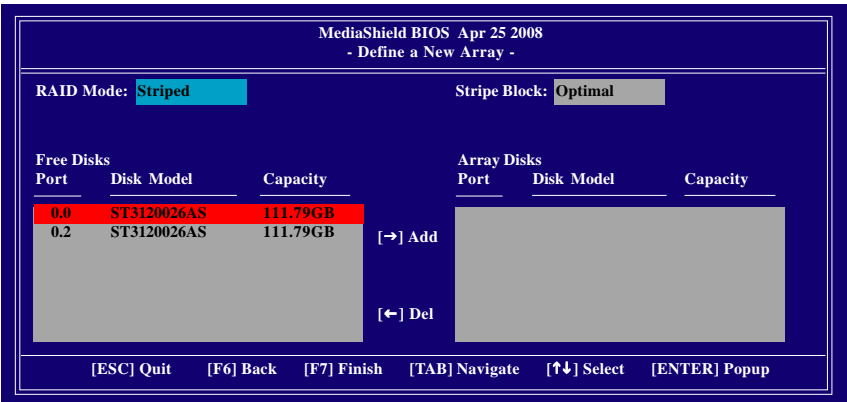 MediaShield BIOS Apr 25 2008
- Define a New Array -
RAID Mode: Striped
Stripe Block: Optimal
Free Disks
Port Disk Model Capacity
0.0 ST3120026AS 111.79GB
0.2 ST3120026AS 111.79GB
[→] Add
[←] Del
Array Disks
Port Disk Model Capacity
[ESC] Quit [F6] Back [F7] Finish [TAB] Navigate [↑↓] Select [ENTER] Popup